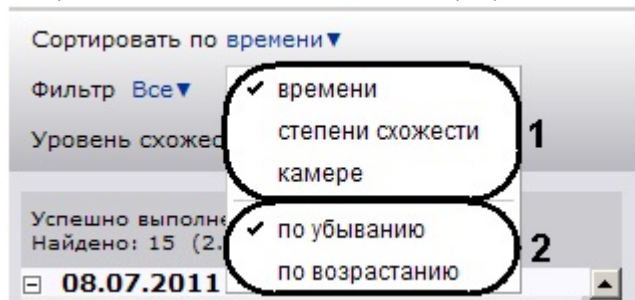 Сортировать по времени▼
Фильтр Все▼
✔ времени
степени схожести
1
Уровень схожес
камере
Успешно выполне
✔ по убыванию
2
Найдено: 15 (2.
по возрастанию
08.07.2011